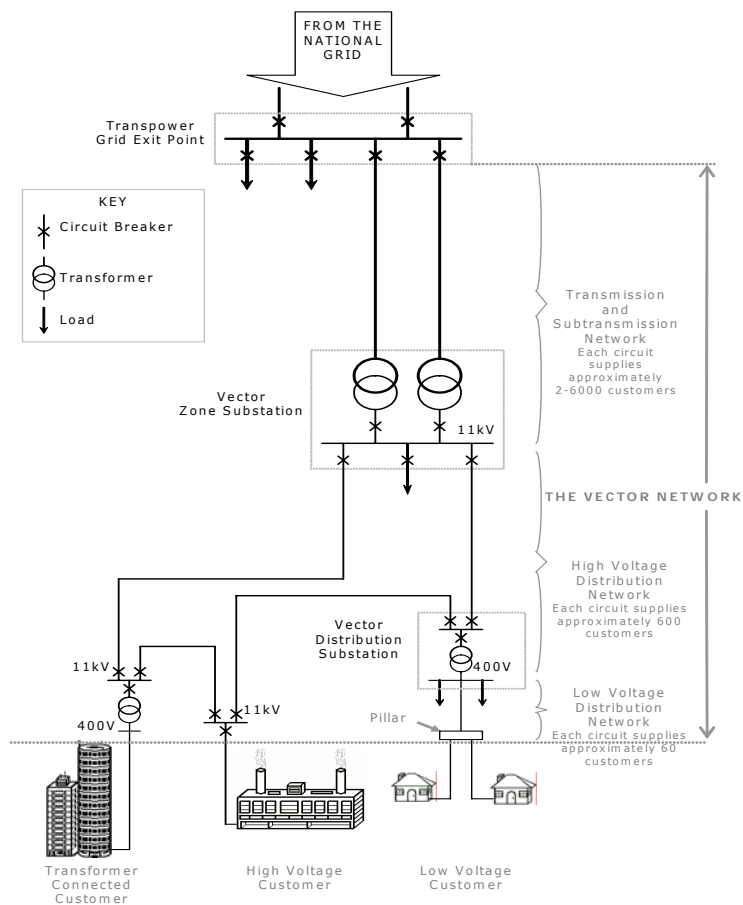 FROM THE
NATIONAL
GRID
Transpower
Grid Exit Point
KEY
Circuit Breaker
Transformer
Load
Transmission
and
Subtransmission
Network
Each circuit
supplies
approximately
2-6000 customers
Vector
Zone Substation
11kV
THE VECTOR NETWORK
High Voltage
Distribution
Network
Each circuit supplies
approximately 600
customers
Vector
Distribution
Substation
400V
11kV
11kV
400V
Pillar
Low Voltage
Distribution
Network
Each circuit supplies
approximately 60
customers
Transformer
Connected
Customer
High Voltage
Customer
Low Voltage
Customer